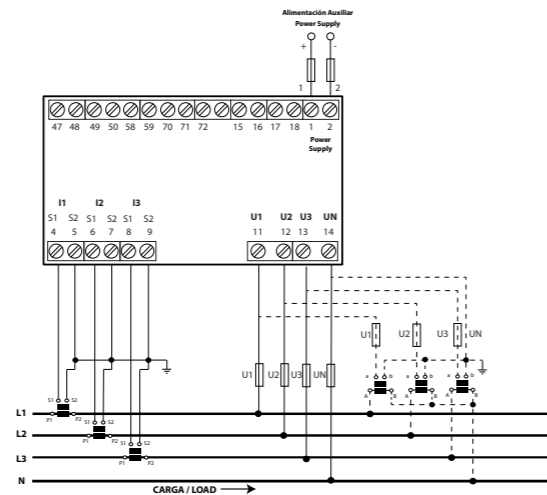 Alimentación Auxiliar
Power Supply
+ -
1 2
47 48 49 50 58 59 70 71 72 15 16 17 18 1 2
Power
Supply
I1 I2 I3
S1 S2 S1 S2 S1 S2
4 5 6 7 8 9
U1 U2 U3 UN
11 12 13 14
U1 U2 U3 UN
U1 U2 U3 UN
a b a b a b
A B A B A B
S1 S2
L1 P1 P2
S1 S2
L2 P1 P2
S1 S2
L3 P1 P2
N
CARGA / LOAD